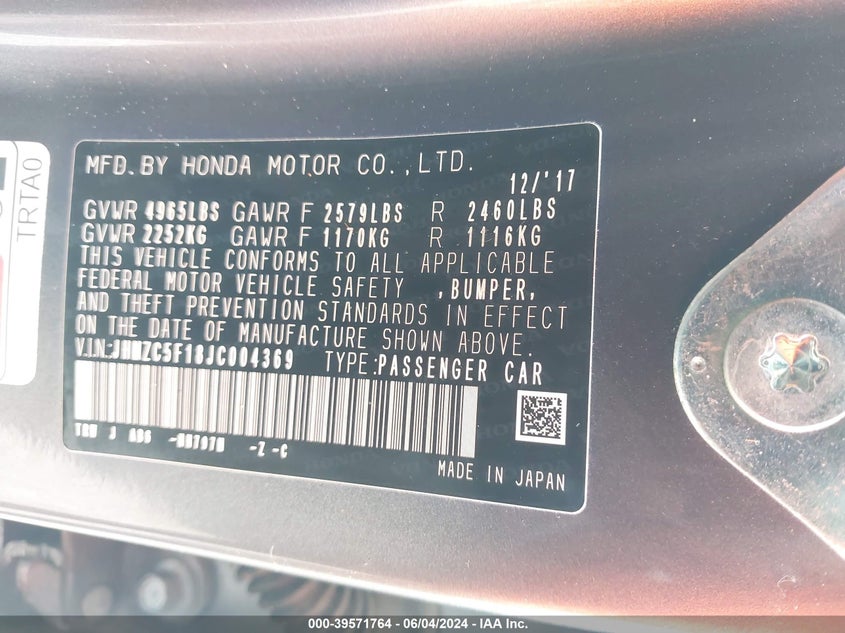 TRTA0
MFD. BY HONDA MOTOR CO., LTD.
12/'17
GVWR 4965LBS GAWR F 2579LBS R 2460LBS
GVWR 2252KG GAWR F 1170KG R 1116KG
THIS VEHICLE CONFORMS TO ALL APPLICABLE
FEDERAL MOTOR VEHICLE SAFETY ,BUMPER,
AND THEFT PREVENTION STANDARDS IN EFFECT
ON THE DATE OF MANUFACTURE SHOWN ABOVE.
V.I.N:JHMZC5F18JC004369 TYPE:PASSENGER CAR
-Z -C
MADE IN JAPAN
000-39571764 - 06/04/2024 - IAA Inc.